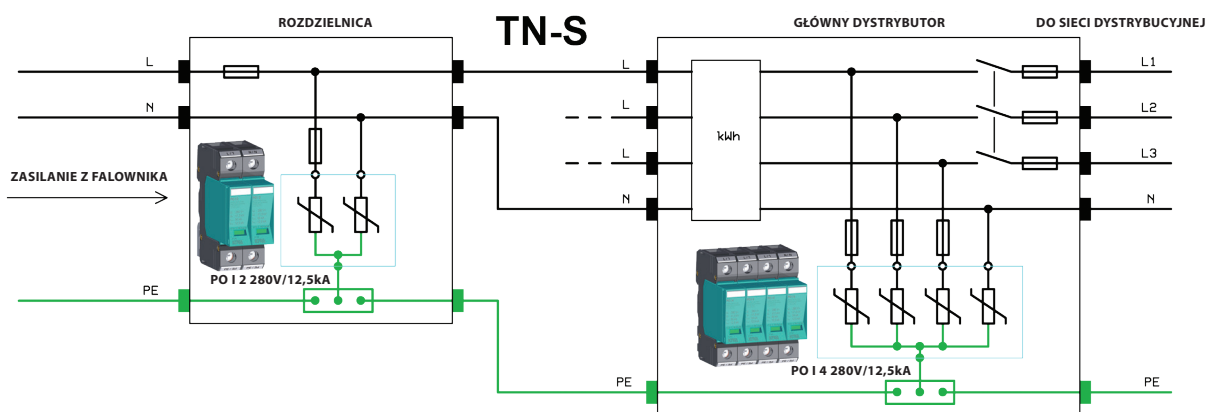 ROZDZIELNICA
TN-S
GŁÓWNY DYSTRYBUTOR
DO SIECI DYSTRYBUCYJNEJ
L
L
L1
N
L
L2
kWh
L
L3
ZASILANIE Z FALOWNIKA
N
N
PO I 2 280V/12,5kA
PE
PO I 4 280V/12,5kA
PE
PE